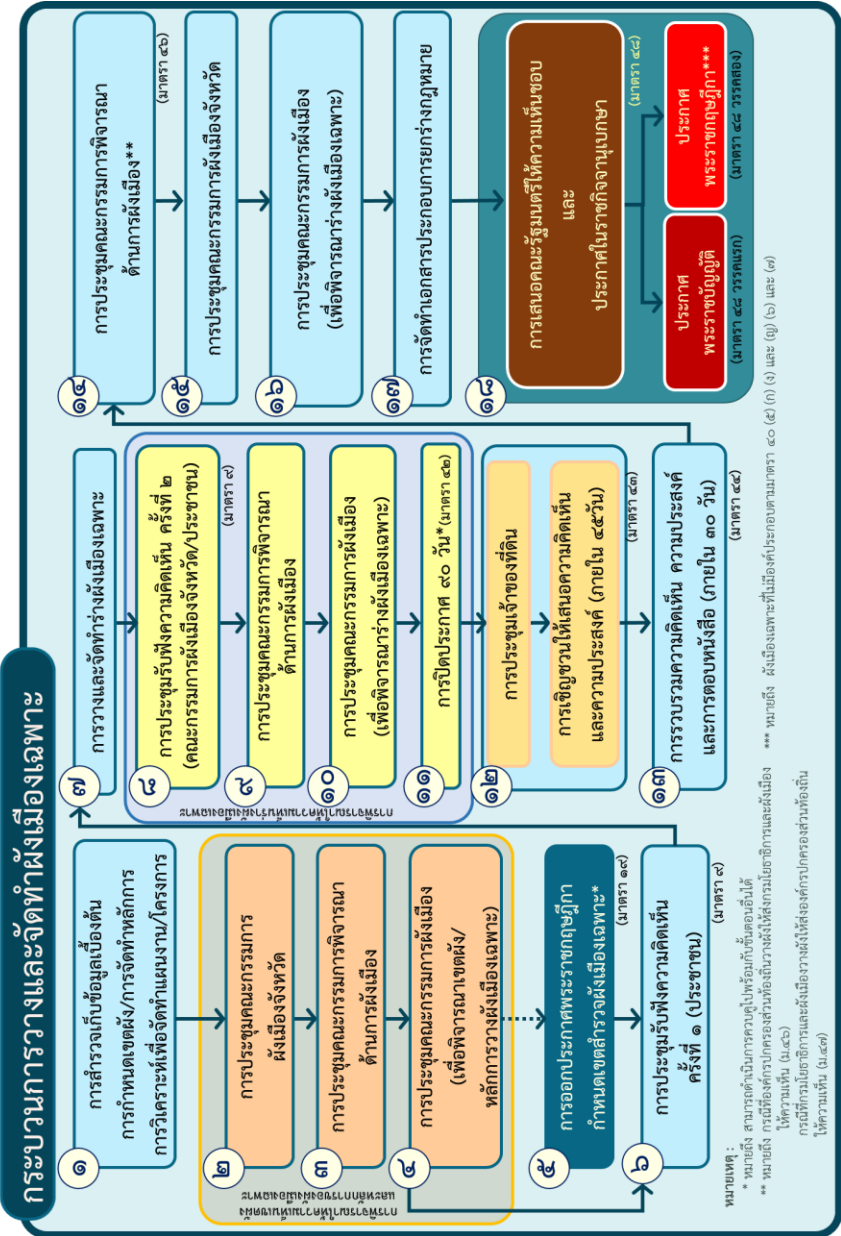 กระบวนการวางและจัดทำผังเมืองเฉพาะ
๑
การสำรวจเก็บข้อมูลเบื้องต้น
การกำหนดเขตผัง/การจัดทำหลักการ
การวิเคราะห์เพื่อจัดทำแผนงาน/โครงการ
การพิจารณาให้ความเห็นเขตผัง
และหลักการของผังเมืองเฉพาะ
๒
การประชุมคณะกรรมการ
ผังเมืองจังหวัด
๓
การประชุมคณะกรรมการพิจารณา
ด้านการผังเมือง
๔
การประชุมคณะกรรมการผังเมือง
(เพื่อพิจารณาเขตผัง/
หลักการวางผังเมืองเฉพาะ)
๕
การออกประกาศพระราชกฤษฎีกา
กำหนดเขตสำรวจผังเมืองเฉพาะ*
(มาตรา ๑๙)
๖
การประชุมรับฟังความคิดเห็น
ครั้งที่ ๑ (ประชาชน)
(มาตรา ๙)
๗
การวางและจัดทำร่างผังเมืองเฉพาะ
การพิจารณาให้ความเห็นร่างผังเมืองเฉพาะ
๘
การประชุมรับฟังความคิดเห็น ครั้งที่ ๒
(คณะกรรมการผังเมืองจังหวัด/ประชาชน)
(มาตรา ๙)
๙
การประชุมคณะกรรมการพิจารณา
ด้านการผังเมือง
๑๐
การประชุมคณะกรรมการผังเมือง
(เพื่อพิจารณาร่างผังเมืองเฉพาะ)
๑๑
การปิดประกาศ ๙๐ วัน* (มาตรา ๔๒)
๑๒
การประชุมเจ้าของที่ดิน
การเชิญชวนให้เสนอความคิดเห็น
และความประสงค์ (ภายใน ๔๕วัน)
(มาตรา ๔๓)
๑๓
การรวบรวมความคิดเห็น ความประสงค์
และการตอบหนังสือ (ภายใน ๓๐ วัน)
(มาตรา ๔๔)
๑๔
การประชุมคณะกรรมการพิจารณา
ด้านการผังเมือง**
(มาตรา ๔๖)
๑๕
การประชุมคณะกรรมการผังเมืองจังหวัด
๑๖
การประชุมคณะกรรมการผังเมือง
(เพื่อพิจารณาร่างผังเมืองเฉพาะ)
๑๗
การจัดทำเอกสารประกอบการยกร่างกฎหมาย
๑๘
การเสนอคณะรัฐมนตรีให้ความเห็นชอบ
และ
ประกาศในราชกิจจานุเบกษา
(มาตรา ๔๘)
ประกาศ
พระราชบัญญัติ
(มาตรา ๔๘ วรรคแรก)
ประกาศ
พระราชกฤษฎีกา***
(มาตรา ๔๘ วรรคสอง)
หมายเหตุ :
* หมายถึง สามารถดำเนินการควบคู่ไปพร้อมกับขั้นตอนอื่นได้
** หมายถึง กรณีที่องค์กรปกครองส่วนท้องถิ่นวางผังให้ส่งกรมโยธาธิการและผังเมือง
ให้ความเห็น (ม.๔๖)
กรณีที่กรมโยธาธิการและผังเมืองวางผังให้ส่งองค์กรปกครองส่วนท้องถิ่น
ให้ความเห็น (ม.๔๗)
*** หมายถึง ผังเมืองเฉพาะที่ไม่มีองค์ประกอบตามมาตรา ๔๐ (๕) (ก) (ง) และ (ญ) (๖) และ (๗)